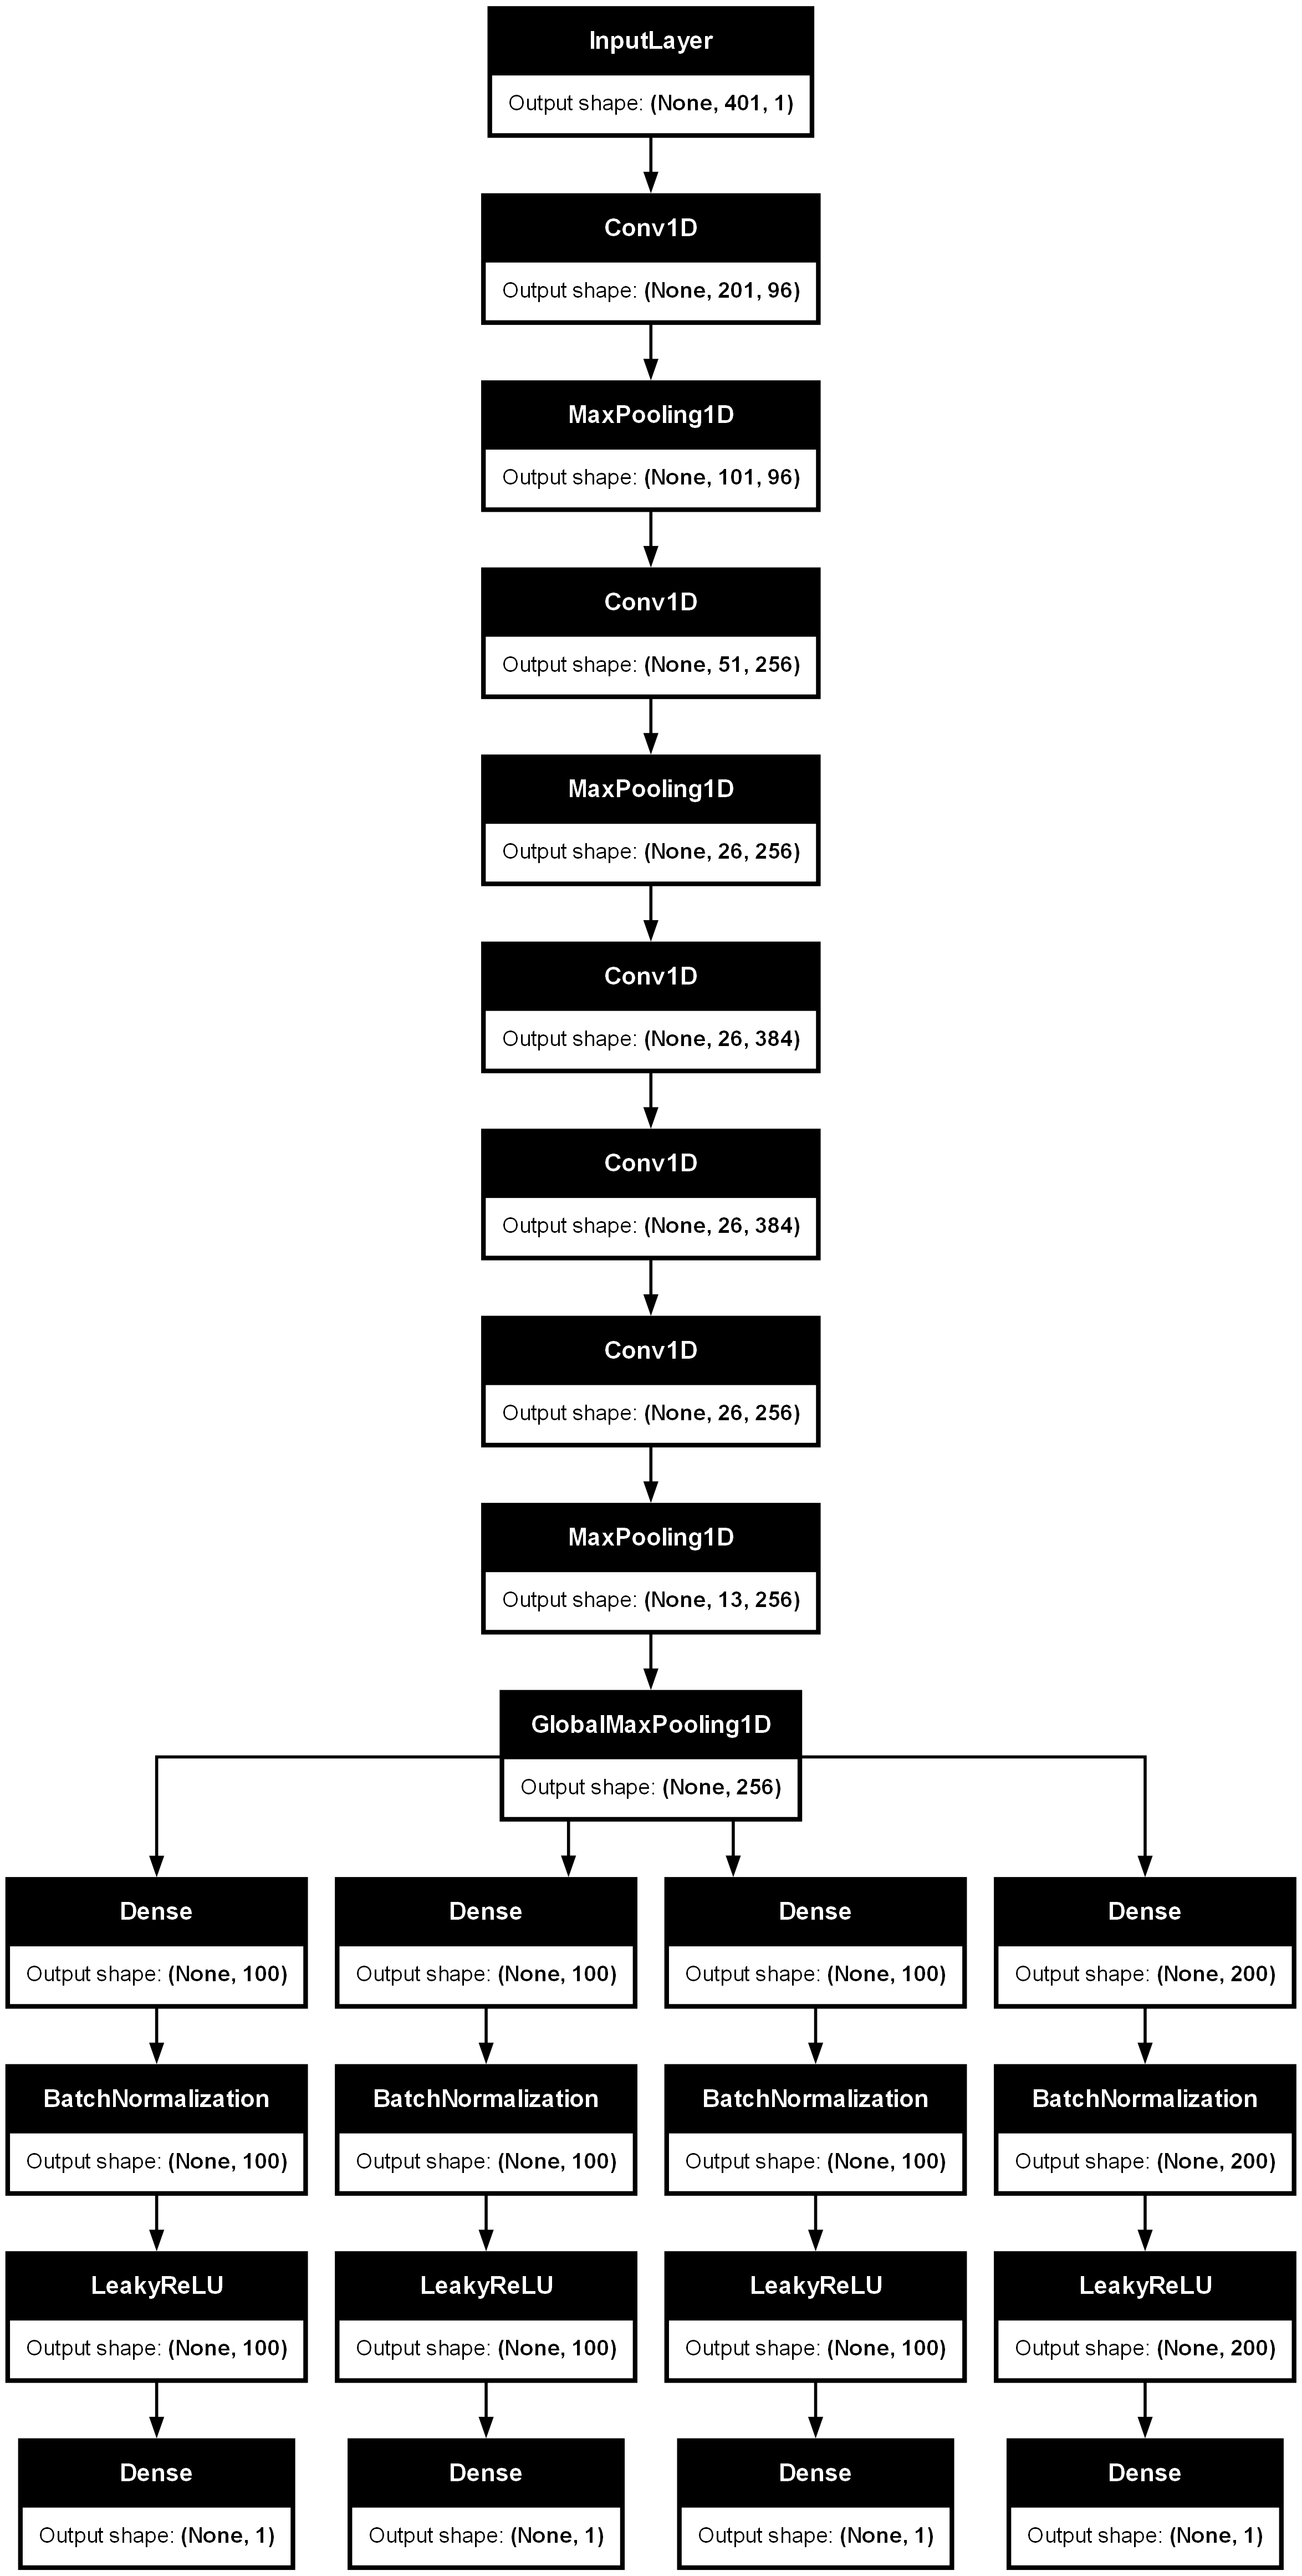 InputLayer
Output shape: (None, 401, 1)
Conv1D
Output shape: (None, 201, 96)
MaxPooling1D
Output shape: (None, 101, 96)
Conv1D
Output shape: (None, 51, 256)
MaxPooling1D
Output shape: (None, 26, 256)
Conv1D
Output shape: (None, 26, 384)
Conv1D
Output shape: (None, 26, 384)
Conv1D
Output shape: (None, 26, 256)
MaxPooling1D
Output shape: (None, 13, 256)
GlobalMaxPooling1D
Output shape: (None, 256)
Dense Dense Dense Dense
Output shape: (None, 100) Output shape: (None, 100) Output shape: (None, 100) Output shape: (None, 200)
BatchNormalization BatchNormalization BatchNormalization BatchNormalization
Output shape: (None, 100) Output shape: (None, 100) Output shape: (None, 100) Output shape: (None, 200)
LeakyReLU LeakyReLU LeakyReLU LeakyReLU
Output shape: (None, 100) Output shape: (None, 100) Output shape: (None, 100) Output shape: (None, 200)
Dense Dense Dense Dense
Output shape: (None, 1) Output shape: (None, 1) Output shape: (None, 1) Output shape: (None, 1)